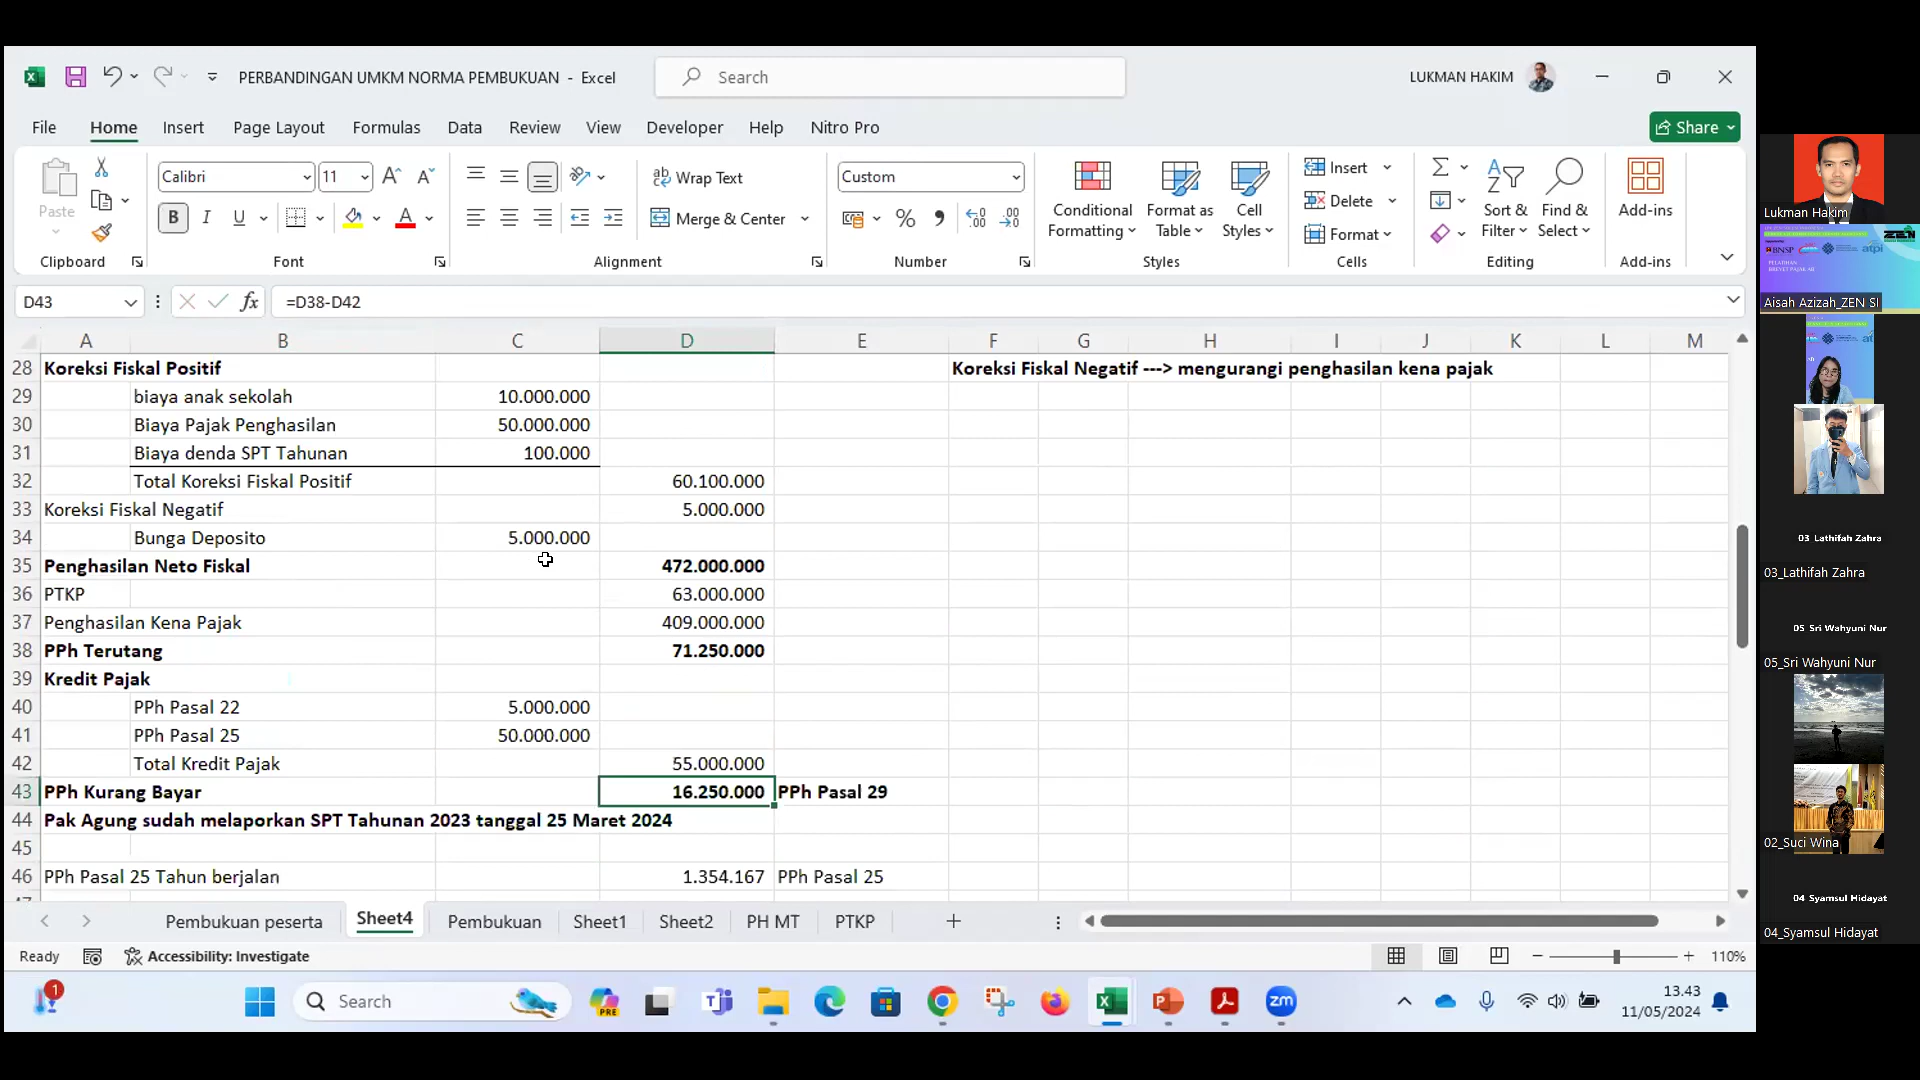 PERBANDINGAN UMKM NORMA PEMBUKUAN - Excel
Search
LUKMAN HAKIM
File Home Insert Page Layout Formulas Data Review View Developer Help Nitro Pro
Share
Paste
Clipboard
Calibri 11
B I U
Font
Wrap Text
Merge & Center
Alignment
Custom
Number
Conditional Formatting
Format as Table
Cell Styles
Styles
Insert
Delete
Format
Cells
Sort & Filter
Find & Select
Editing
Add-ins
Add-ins
D43
fx =D38-D42
A B C D E F G H I J K L M
28 Koreksi Fiskal Positif Koreksi Fiskal Negatif ---> mengurangi penghasilan kena pajak
29 biaya anak sekolah 10.000.000
30 Biaya Pajak Penghasilan 50.000.000
31 Biaya denda SPT Tahunan 100.000
32 Total Koreksi Fiskal Positif 60.100.000
33 Koreksi Fiskal Negatif 5.000.000
34 Bunga Deposito 5.000.000
35 Penghasilan Neto Fiskal 472.000.000
36 PTKP 63.000.000
37 Penghasilan Kena Pajak 409.000.000
38 PPh Terutang 71.250.000
39 Kredit Pajak
40 PPh Pasal 22 5.000.000
41 PPh Pasal 25 50.000.000
42 Total Kredit Pajak 55.000.000
43 PPh Kurang Bayar 16.250.000 PPh Pasal 29
44 Pak Agung sudah melaporkan SPT Tahunan 2023 tanggal 25 Maret 2024
45
46 PPh Pasal 25 Tahun berjalan 1.354.167 PPh Pasal 25
Pembukuan peserta Sheet4 Pembukuan Sheet1 Sheet2 PH MT PTKP
Ready
Accessibility: Investigate
110%
1
Search
PRE
zm
13.43
11/05/2024
Lukman Hakim
ZEN
BNSP
atpi
PELATIHAN
BREVET PAJAK AB
Aisah Azizah_ZEN SI
03 Lathifah Zahra
03_Lathifah Zahra
05 Sri Wahyuni Nur
05_Sri Wahyuni Nur
02_Suci Wina
04 Syamsul Hidayat
04_Syamsul Hidayat